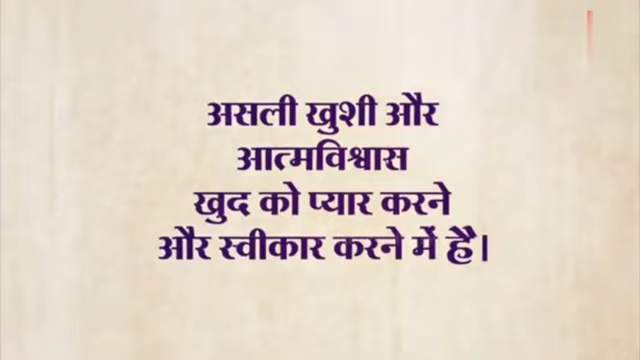 असली खुशी और
आत्मविश्वास
खुद को प्यार करने
और स्वीकार करने में है।